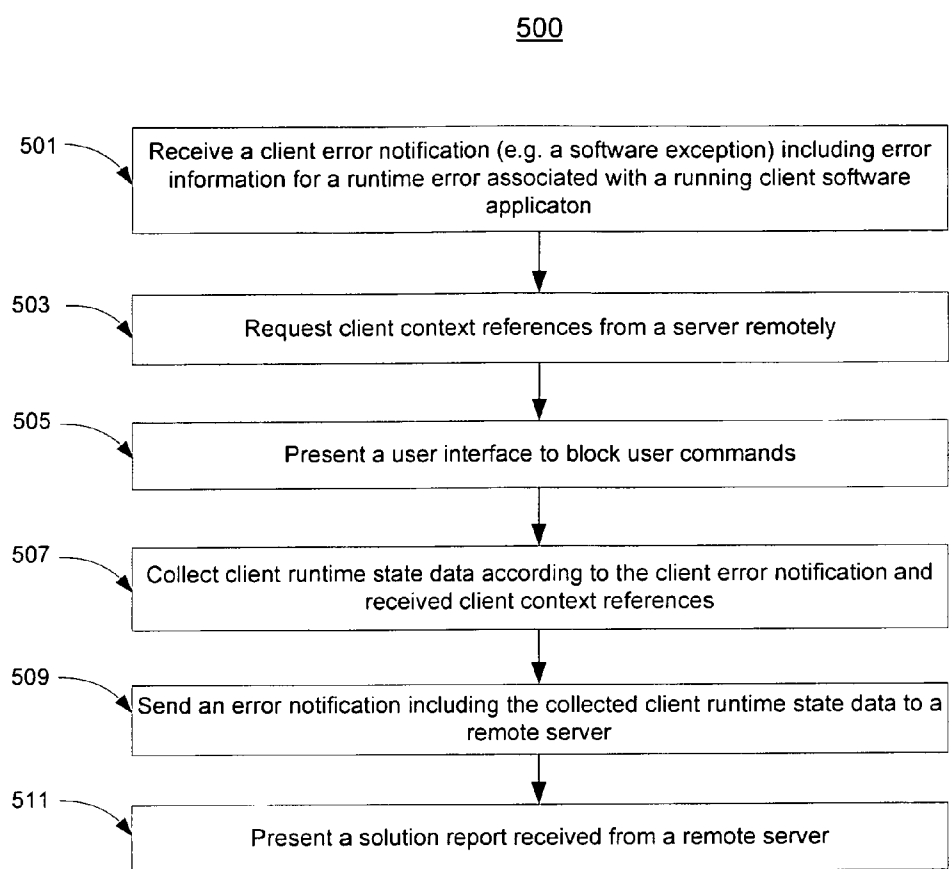 500
501
Receive a client error notification (e.g. a software exception) including error
information for a runtime error associated with a running client software
applicaton
503
Request client context references from a server remotely
505
Present a user interface to block user commands
507
Collect client runtime state data according to the client error notification and
received client context references
509
Send an error notification including the collected client runtime state data to a
remote server
511
Present a solution report received from a remote server